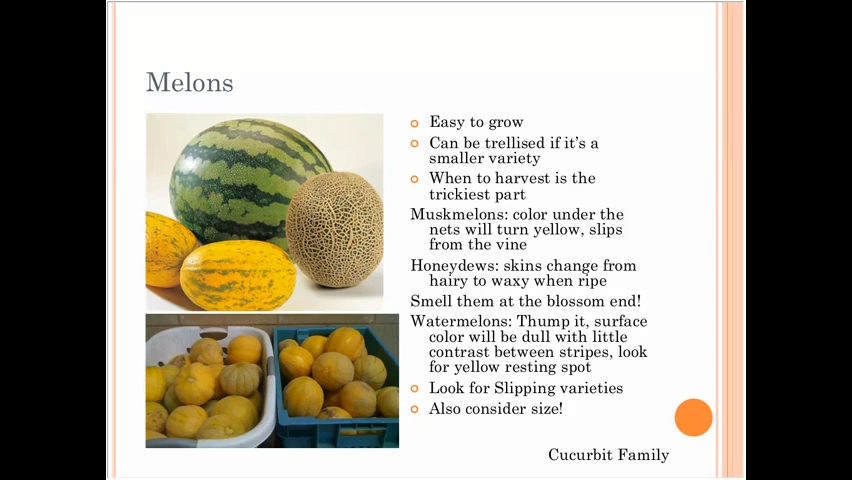 Melons
Easy to grow
Can be trellised if it's a
smaller variety
When to harvest is the
trickiest part
Muskmelons: color under the
nets will turn yellow, slips
from the vine
Honeydews: skins change from
hairy to waxy when ripe
Smell them at the blossom end!
Watermelons: Thump it, surface
color will be dull with little
contrast between stripes, look
for yellow resting spot
Look for Slipping varieties
Also consider size!
Cucurbit Family